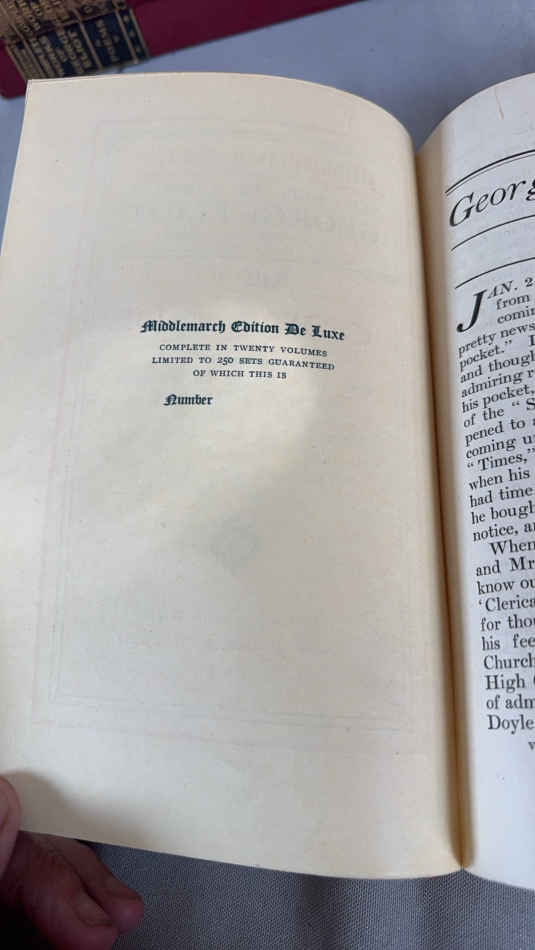 Middlemarch Edition De Luxe
COMPLETE IN TWENTY VOLUMES
LIMITED TO 250 SETS GUARANTEED
OF WHICH THIS IS
Number
Georg
JAN. 2
from
comin
pretty news
pocket." I
and though
admiring r
his pocket,
of the "S
pened to a
coming u
"Times,"
when his
had time
he bough
notice, a
When
and Mr
know ou
'Clerica
for tho
his fee
Church
High
of adm
Doyle